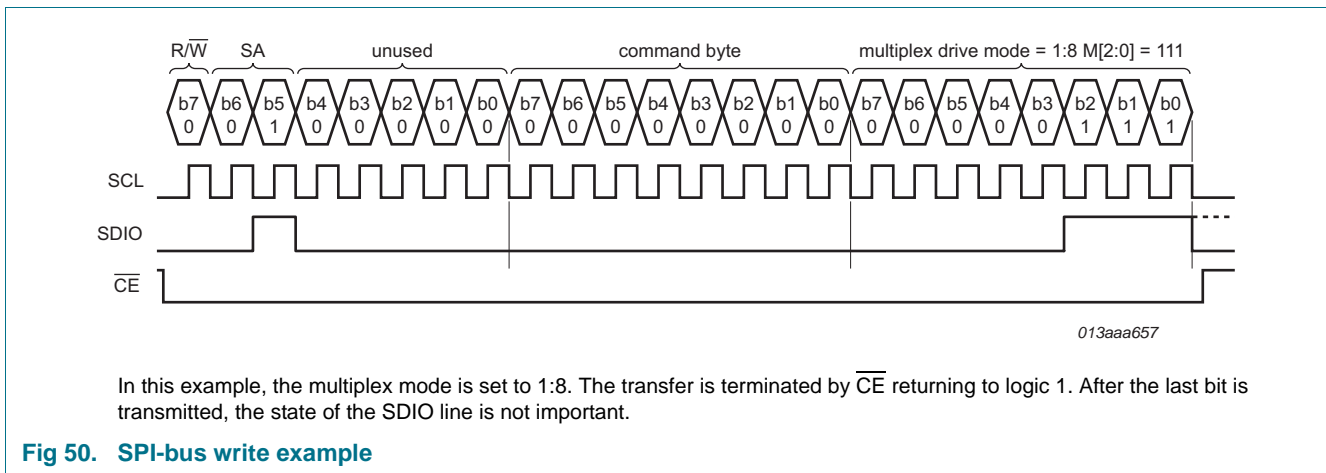 R/W SA unused command byte multiplex drive mode = 1:8 M[2:0] = 111
b7 b6 b5 b4 b3 b2 b1 b0 b7 b6 b5 b4 b3 b2 b1 b0 b7 b6 b5 b4 b3 b2 b1 b0
0 0 1 0 0 0 0 0 0 0 0 0 0 0 0 0 0 0 0 0 0 1 1 1
SCL
SDIO
CE
013aaa657
In this example, the multiplex mode is set to 1:8. The transfer is terminated by CE returning to logic 1. After the last bit is
transmitted, the state of the SDIO line is not important.
Fig 50. SPI-bus write example